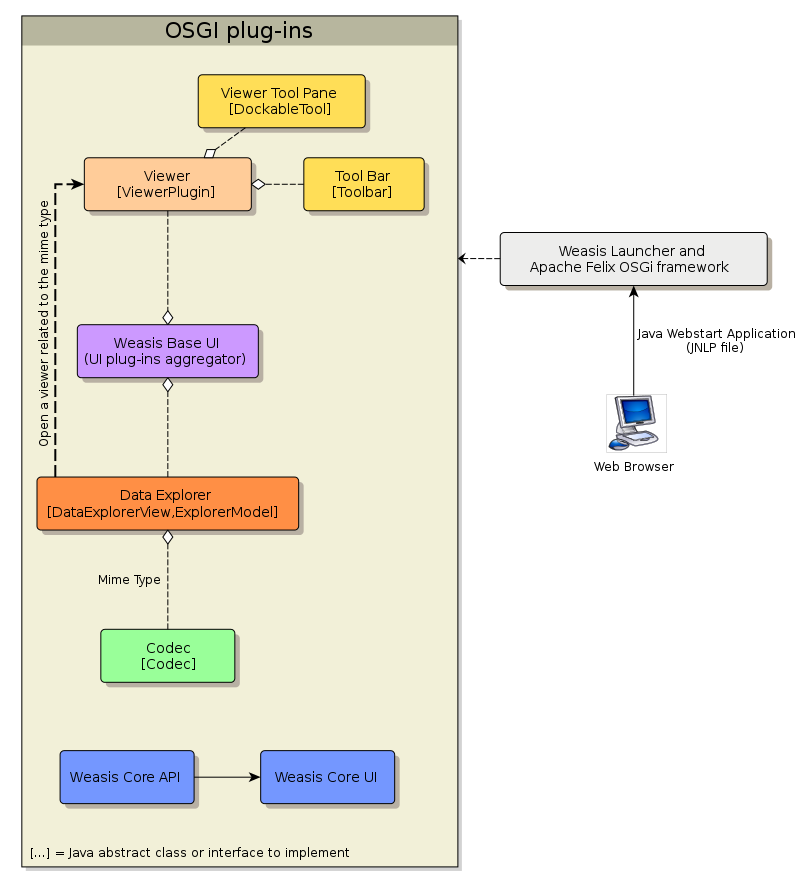 OSGI plug-ins
Viewer Tool Pane
[DockableTool]
Viewer
[ViewerPlugin]
Tool Bar
[Toolbar]
Open a viewer related to the mime type
Weasis Launcher and
Apache Felix OSGi framework
Java Webstart Application
(JNLP file)
Web Browser
Weasis Base UI
(UI plug-ins aggregator)
Data Explorer
[DataExplorerView,ExplorerModel]
Mime Type
Codec
[Codec]
Weasis Core API
Weasis Core UI
[...] = Java abstract class or interface to implement